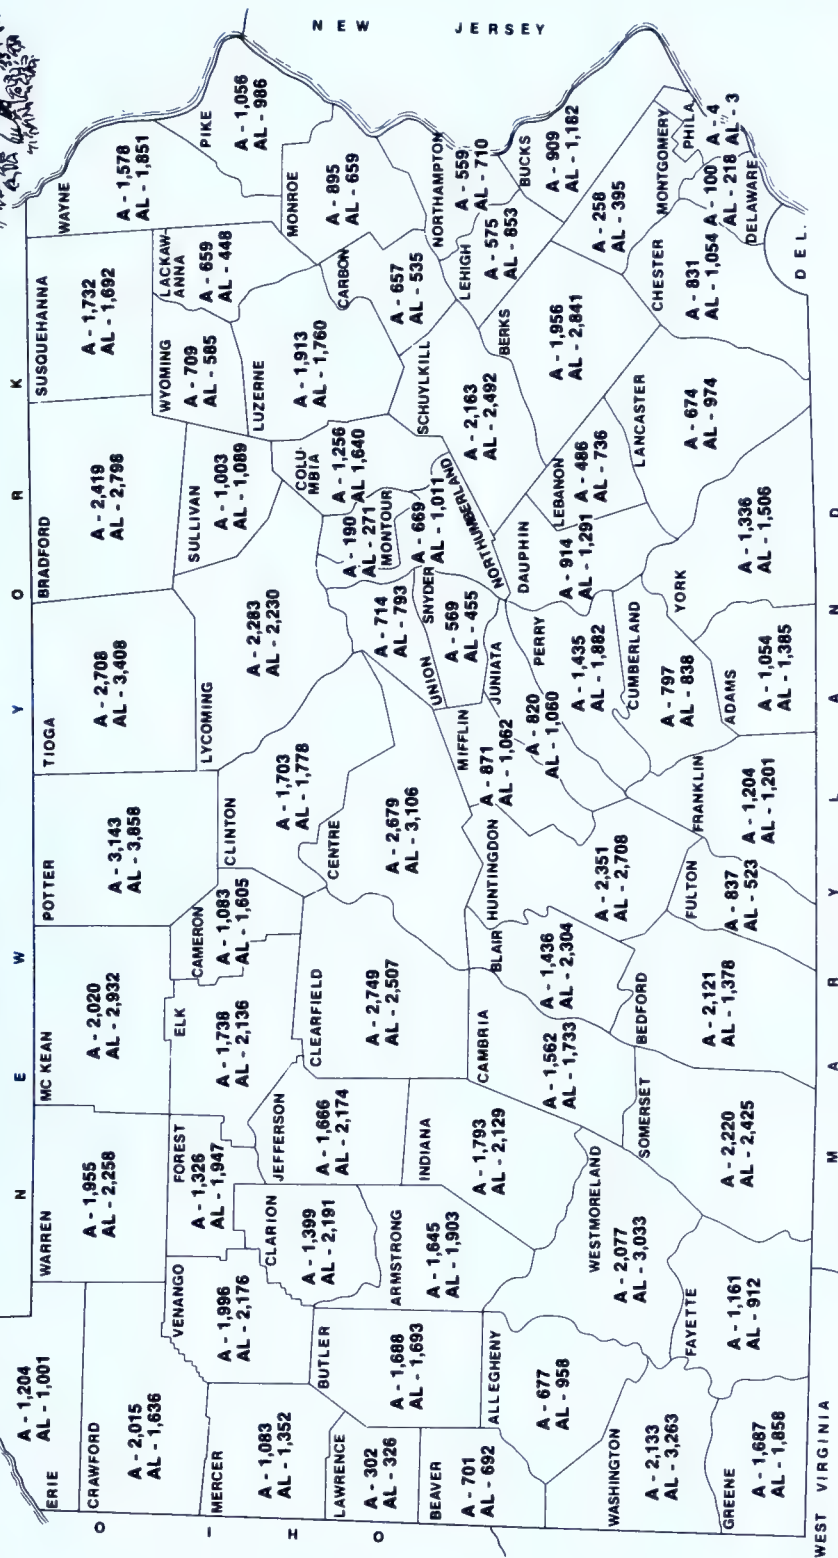 NEW YORK
NEW JERSEY
OHIO
WEST VIRGINIA
MARYLAND
DEL.
ERIE
A - 1,204
AL - 1,001
CRAWFORD
A - 2,015
AL - 1,636
WARREN
A - 1,955
AL - 2,258
MC KEAN
A - 2,020
AL - 2,932
POTTER
A - 3,143
AL - 3,858
TIOGA
A - 2,708
AL - 3,408
BRADFORD
A - 2,419
AL - 2,798
SUSQUEHANNA
A - 1,732
AL - 1,692
WAYNE
A - 1,578
AL - 1,851
PIKE
A - 1,056
AL - 986
MERCER
A - 1,083
AL - 1,352
VENANGO
A - 1,996
AL - 2,176
FOREST
A - 1,326
AL - 1,947
ELK
A - 1,738
AL - 2,136
CAMERON
A - 1,083
AL - 1,605
CLINTON
A - 1,703
AL - 1,778
LYCOMING
A - 2,283
AL - 2,230
SULLIVAN
A - 1,003
AL - 1,089
WYOMING
A - 709
AL - 585
LACKAW-
ANNA
A - 659
AL - 448
LUZERNE
A - 1,913
AL - 1,760
MONROE
A - 895
AL - 659
CLARION
A - 1,399
AL - 2,191
JEFFERSON
A - 1,666
AL - 2,174
CLEARFIELD
A - 2,749
AL - 2,507
CENTRE
A - 2,679
AL - 3,106
UNION
A - 714
AL - 793
MONTOUR
A - 190
AL - 271
COLU-
MBIA
A - 1,256
AL 1,640
NORTHUMBERLAND
A - 669
AL - 1,011
CARBON
A - 657
AL - 535
NORTHAMPTON
A - 559
AL - 710
LAWRENCE
A - 302
AL - 326
BUTLER
A - 1,688
AL - 1,693
ARMSTRONG
A - 1,645
AL - 1,903
INDIANA
A - 1,793
AL - 2,129
CAMBRIA
A - 1,562
AL - 1,733
BLAIR
A - 1,436
AL - 2,304
HUNTINGDON
A - 2,351
AL - 2,708
MIFFLIN
A - 871
AL - 1,062
JUNIATA
A - 820
AL - 1,060
SNYDER
A - 569
AL - 455
SCHUYLKILL
A - 2,163
AL - 2,492
LEHIGH
A - 575
AL - 853
BEAVER
A - 701
AL - 692
ALLEGHENY
A - 677
AL - 958
WESTMORELAND
A - 2,077
AL - 3,033
PERRY
A - 1,435
AL - 1,882
DAUPHIN
A - 914
AL - 1,291
LEBANON
A - 486
AL - 736
BERKS
A - 1,956
AL - 2,841
BUCKS
A - 909
AL - 1,182
MONTGOMERY
A - 258
AL - 395
WASHINGTON
A - 2,133
AL - 3,263
GREENE
A - 1,687
AL - 1,858
FAYETTE
A - 1,161
AL - 912
SOMERSET
A - 2,220
AL - 2,425
BEDFORD
A - 2,121
AL - 1,378
FULTON
A - 837
AL - 523
FRANKLIN
A - 1,204
AL - 1,201
CUMBERLAND
A - 797
AL - 838
ADAMS
A - 1,054
AL - 1,385
YORK
A - 1,336
AL - 1,506
LANCASTER
A - 674
AL - 974
CHESTER
A - 831
AL - 1,054
DELAWARE
A - 100
AL - 218
PHILA.
A - 4
AL - 3